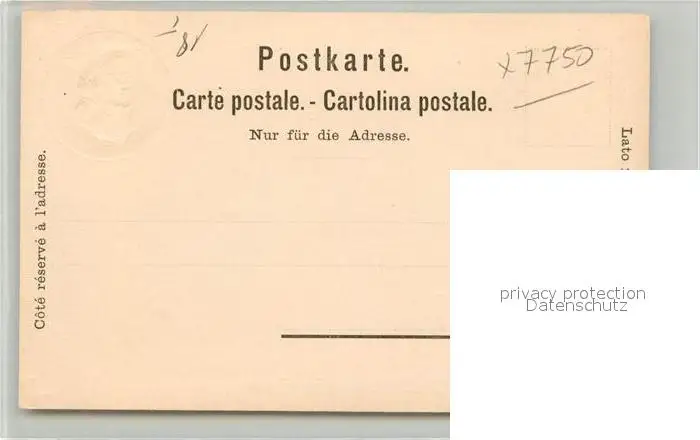 1/81
Postkarte.
x7750
Carte postale. - Cartolina postale.
Nur für die Adresse.
Côté réservé à l'adresse.
Lato
privacy protection
Datenschutz